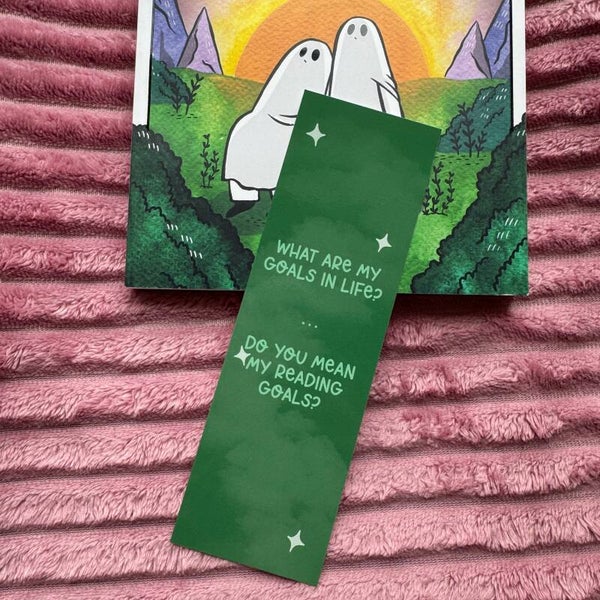 WHAT ARE MY
GOALS IN LIFE?
...
DO YOU MEAN
MY READING
GOALS?